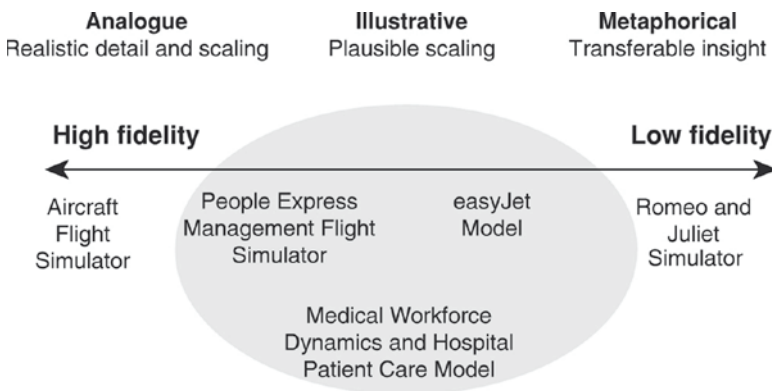 Analogue
Realistic detail and scaling
Illustrative
Plausible scaling
Metaphorical
Transferable insight
High fidelity
Low fidelity
Aircraft
Flight
Simulator
People Express
Management Flight
Simulator
easyJet
Model
Romeo and
Juliet
Simulator
Medical Workforce
Dynamics and Hospital
Patient Care Model